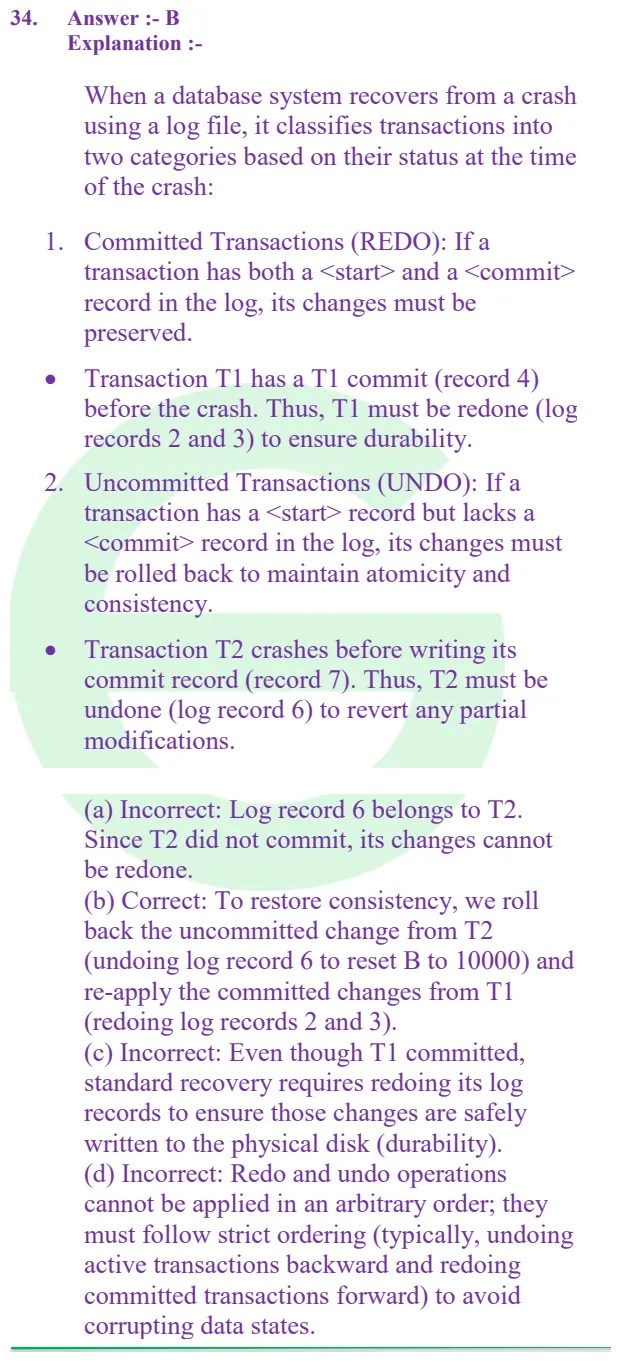 34. Answer :- B
Explanation :-
When a database system recovers from a crash
using a log file, it classifies transactions into
two categories based on their status at the time
of the crash:
1. Committed Transactions (REDO): If a
transaction has both a <start> and a <commit>
record in the log, its changes must be
preserved.
• Transaction T1 has a T1 commit (record 4)
before the crash. Thus, T1 must be redone (log
records 2 and 3) to ensure durability.
2. Uncommitted Transactions (UNDO): If a
transaction has a <start> record but lacks a
<commit> record in the log, its changes must
be rolled back to maintain atomicity and
consistency.
• Transaction T2 crashes before writing its
commit record (record 7). Thus, T2 must be
undone (log record 6) to revert any partial
modifications.
(a) Incorrect: Log record 6 belongs to T2.
Since T2 did not commit, its changes cannot
be redone.
(b) Correct: To restore consistency, we roll
back the uncommitted change from T2
(undoing log record 6 to reset B to 10000) and
re-apply the committed changes from T1
(redoing log records 2 and 3).
(c) Incorrect: Even though T1 committed,
standard recovery requires redoing its log
records to ensure those changes are safely
written to the physical disk (durability).
(d) Incorrect: Redo and undo operations
cannot be applied in an arbitrary order; they
must follow strict ordering (typically, undoing
active transactions backward and redoing
committed transactions forward) to avoid
corrupting data states.